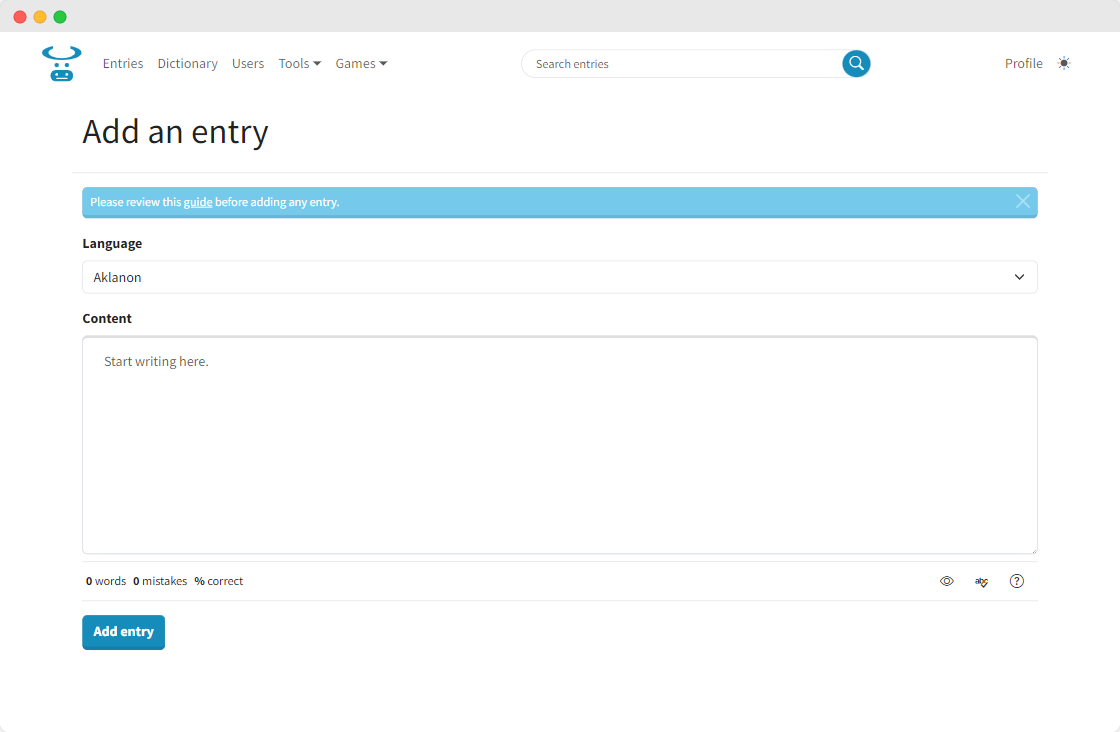 Entries Dictionary Users Tools Games Search entries Profile
Add an entry
Please review this guide before adding any entry.
Language
Aklanon
Content
Start writing here.
0 words 0 mistakes % correct abc ?
Add entry